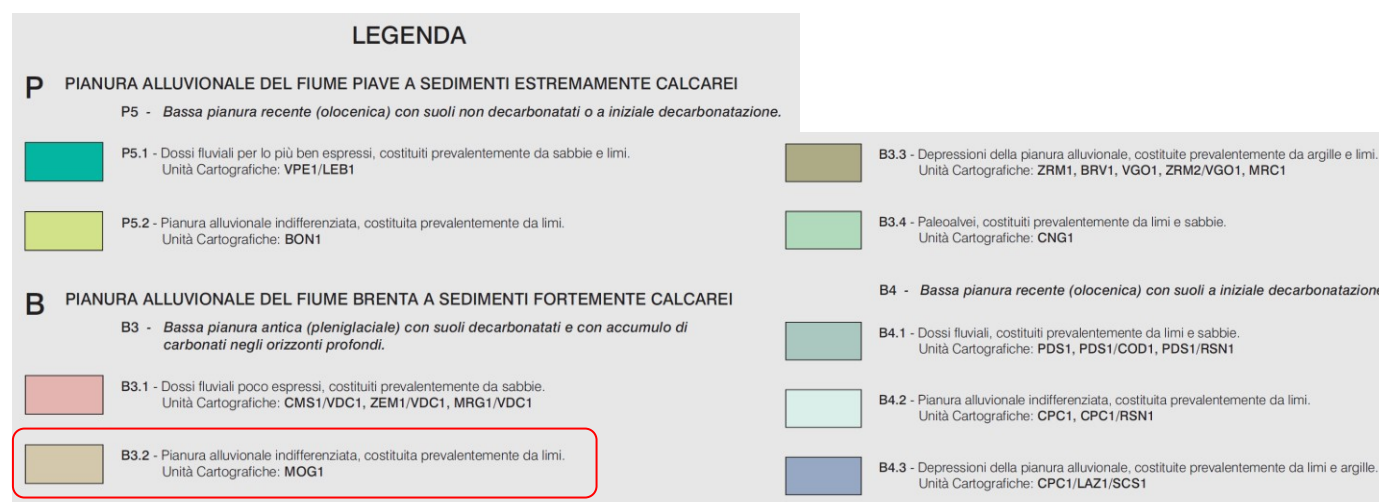 LEGENDA
P PIANURA ALLUVIONALE DEL FIUME PIAVE A SEDIMENTI ESTREMAMENTE CALCAREI
P5 - Bassa pianura recente (olocenica) con suoli non decarbonatati o a iniziale decarbonatazione.
P5.1 - Dossi fluviali per lo più ben espressi, costituiti prevalentemente da sabbie e limi.
Unità Cartografiche: VPE1/LEB1
P5.2 - Pianura alluvionale indifferenziata, costituita prevalentemente da limi.
Unità Cartografiche: BON1
B PIANURA ALLUVIONALE DEL FIUME BRENTA A SEDIMENTI FORTEMENTE CALCAREI
B3 - Bassa pianura antica (pleniglaciale) con suoli decarbonatati e con accumulo di
carbonati negli orizzonti profondi.
B3.1 - Dossi fluviali poco espressi, costituiti prevalentemente da sabbie.
Unità Cartografiche: CMS1/VDC1, ZEM1/VDC1, MRG1/VDC1
B3.2 - Pianura alluvionale indifferenziata, costituita prevalentemente da limi.
Unità Cartografiche: MOG1
B3.3 - Depressioni della pianura alluvionale, costituite prevalentemente da argille e limi.
Unità Cartografiche: ZRM1, BRV1, VGO1, ZRM2/VGO1, MRC1
B3.4 - Paleoalvei, costituiti prevalentemente da limi e sabbie.
Unità Cartografiche: CNG1
B4 - Bassa pianura recente (olocenica) con suoli a iniziale decarbonatazione
B4.1 - Dossi fluviali, costituiti prevalentemente da limi e sabbie.
Unità Cartografiche: PDS1, PDS1/COD1, PDS1/RSN1
B4.2 - Pianura alluvionale indifferenziata, costituita prevalentemente da limi.
Unità Cartografiche: CPC1, CPC1/RSN1
B4.3 - Depressioni della pianura alluvionale, costituite prevalentemente da limi e argille.
Unità Cartografiche: CPC1/LAZ1/SCS1